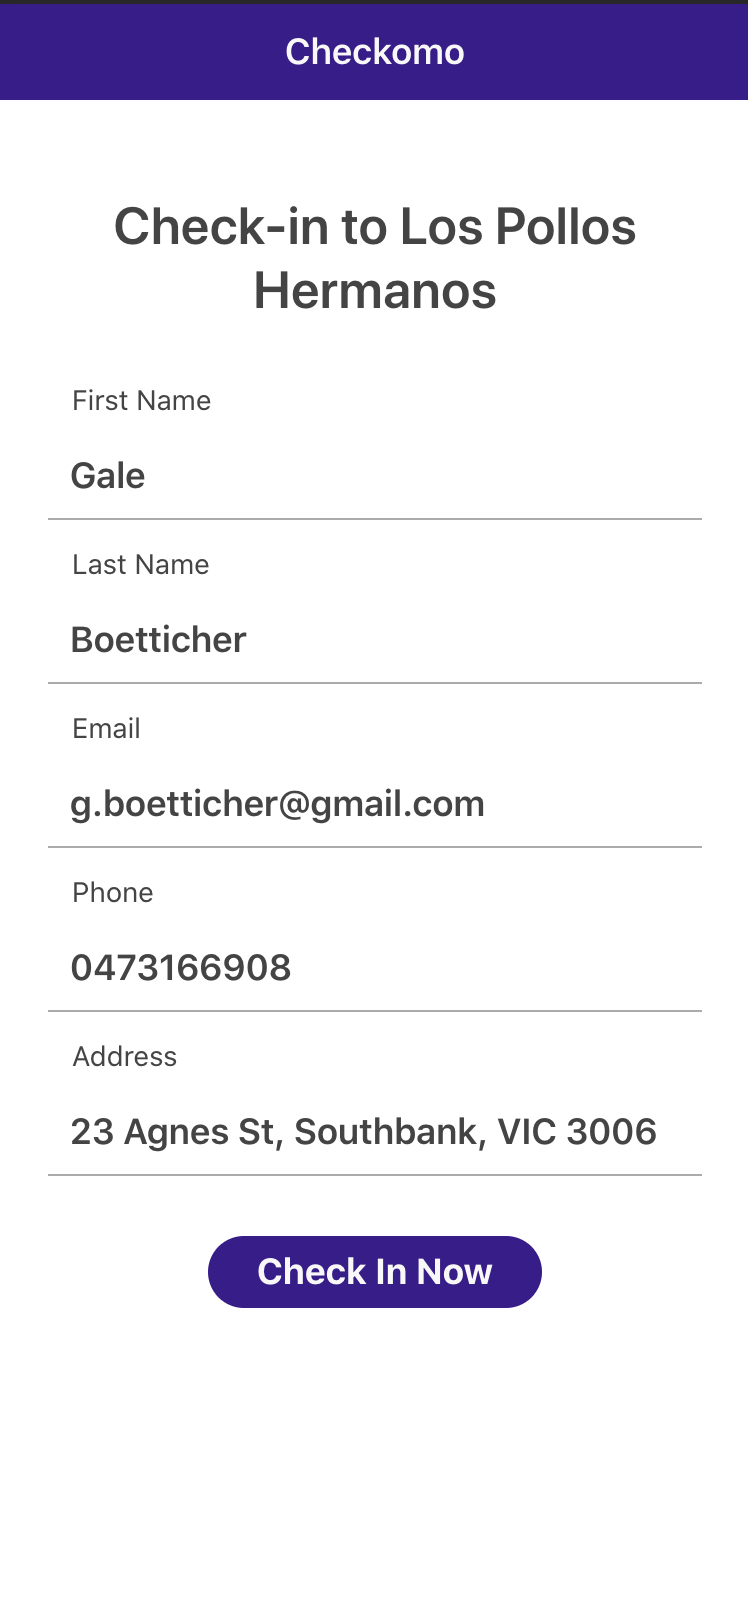 Checkomo
Check-in to Los Pollos
Hermanos
First Name
Gale
Last Name
Boetticher
Email
g.boetticher@gmail.com
Phone
0473166908
Address
23 Agnes St, Southbank, VIC 3006
Check In Now